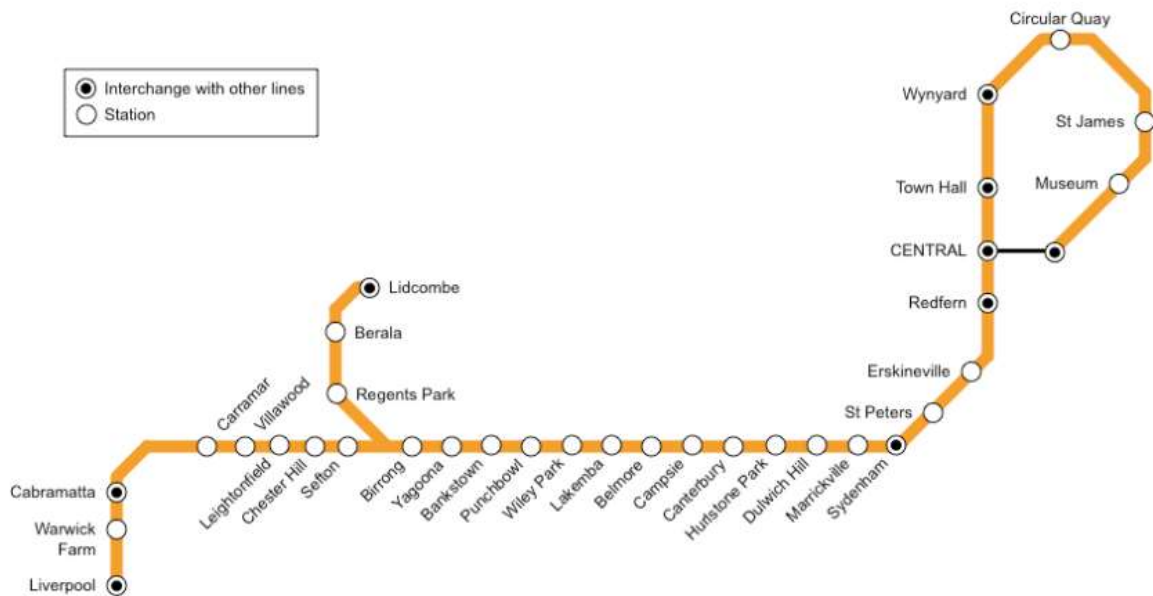 Circular Quay
Interchange with other lines
Station
Wynyard
St James
Town Hall
Museum
CENTRAL
Lidcombe
Redfern
Berala
Erskineville
Regents Park
St Peters
Carramar
Villawood
Leightonfield
Chester Hill
Sefton
Birrong
Yagoona
Bankstown
Punchbowl
Wiley Park
Lakemba
Belmore
Campsie
Canterbury
Hurlstone Park
Dulwich Hill
Marrickville
Sydenham
Cabramatta
Warwick
Farm
Liverpool